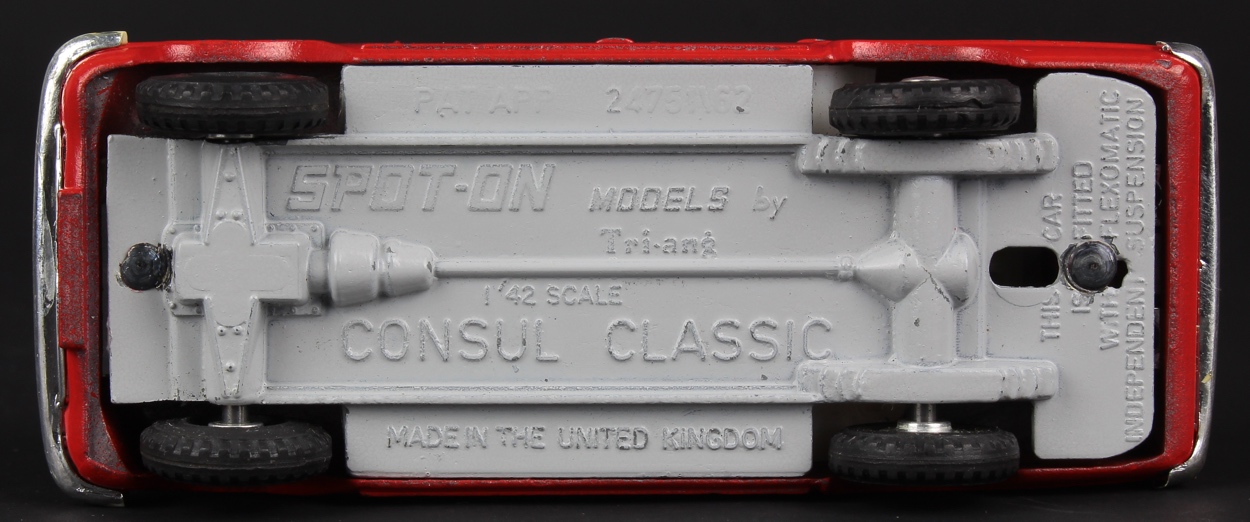 PAT APP 24751\62
SPOT-ON MODELS by
Tri-ang
1/42 SCALE
CONSUL CLASSIC
MADE IN THE UNITED KINGDOM
THIS CAR
IS FITTED
WITH FLEXOMATIC
INDEPENDENT SUSPENSION